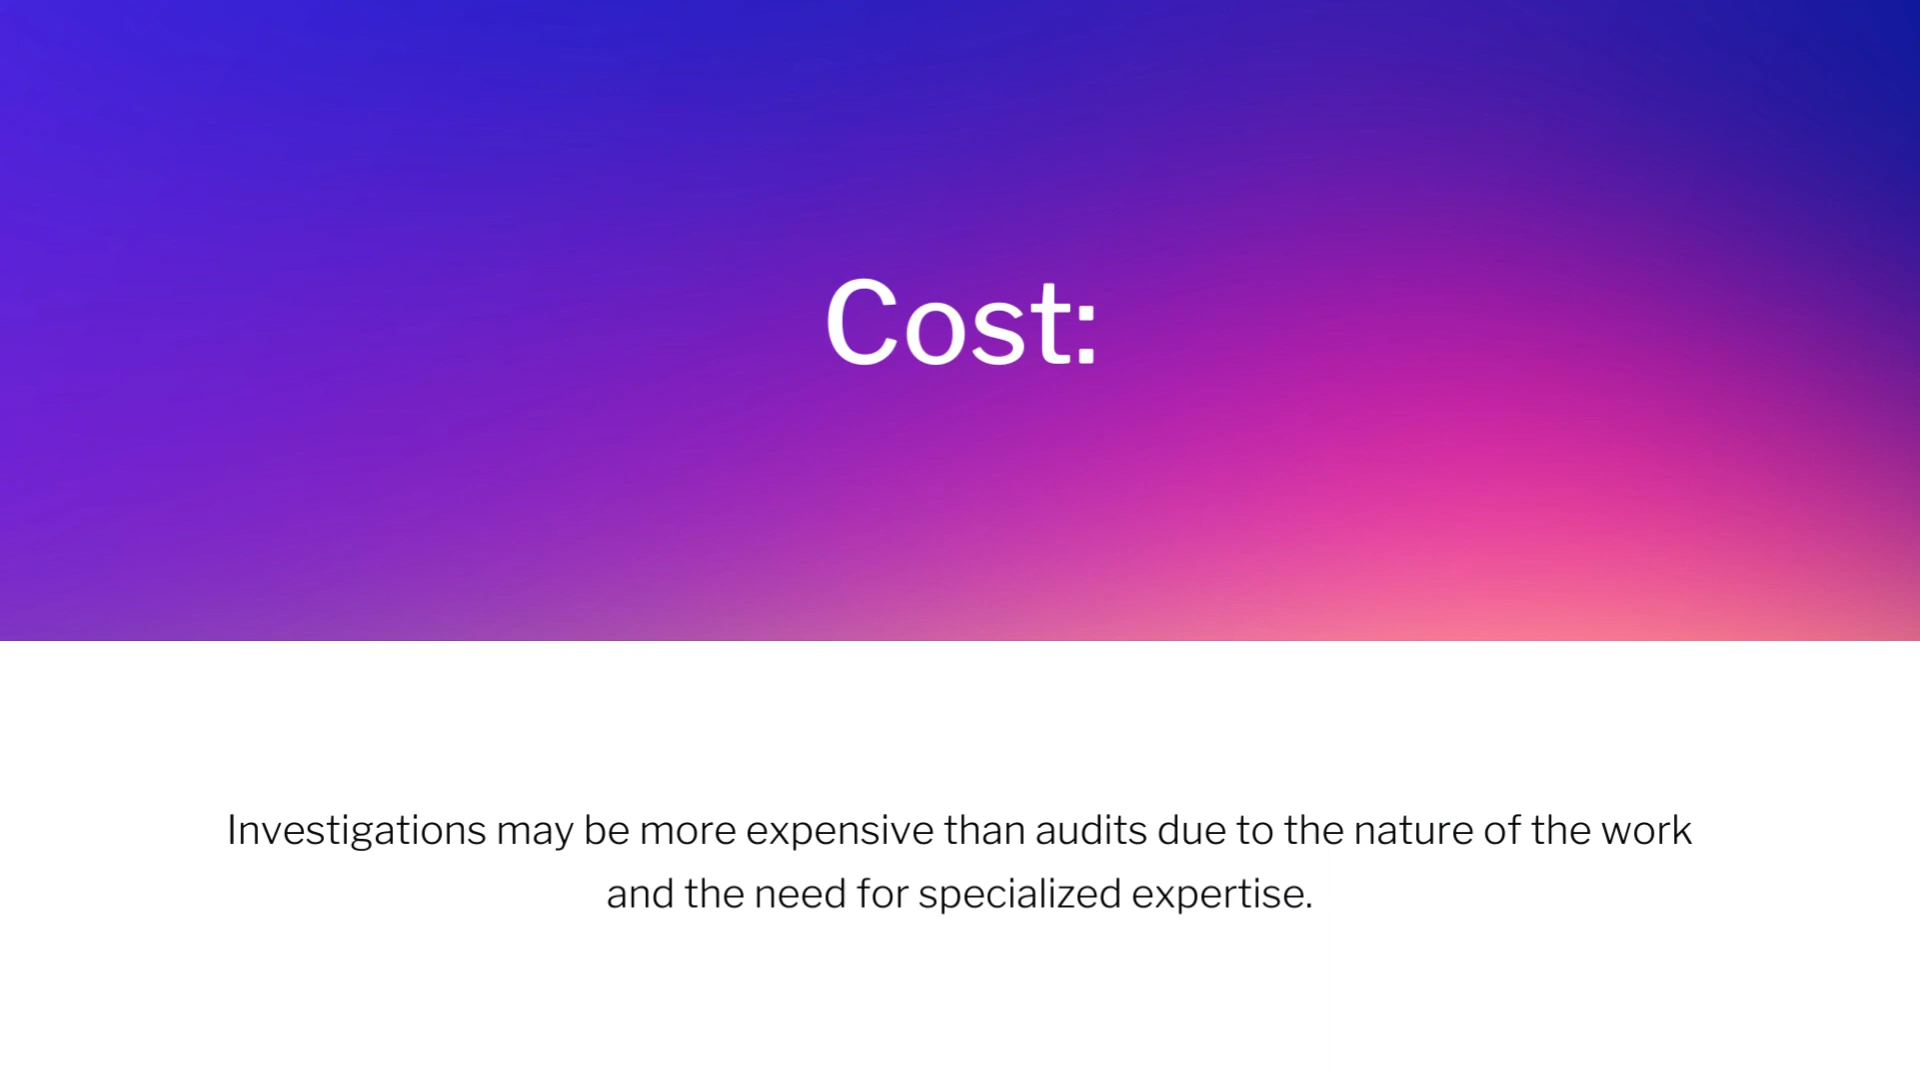 Cost:
Investigations may be more expensive than audits due to the nature of the work
and the need for specialized expertise.